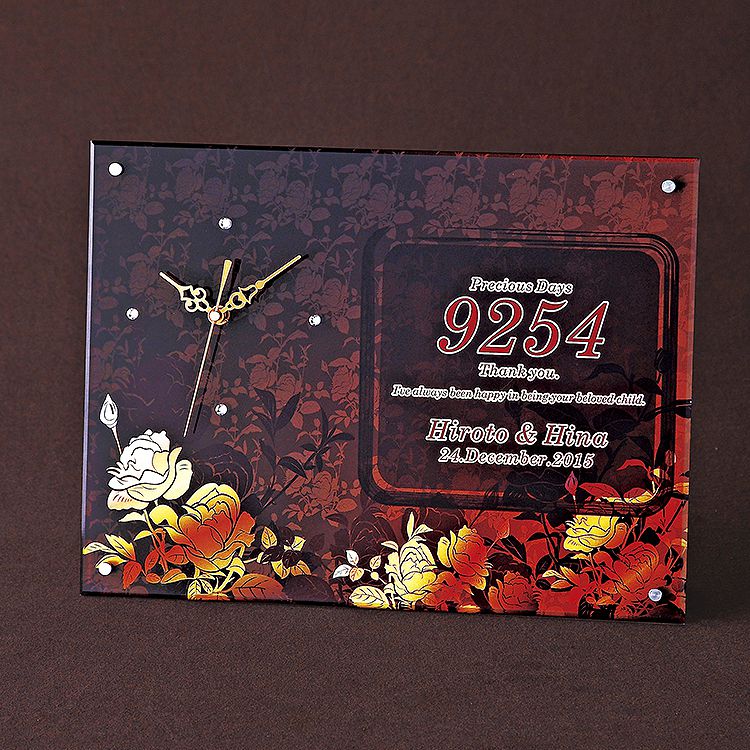 Precious Days
9254
Thank you.
I've always been happy in being your beloved child.
Hiroto & Hina
24.December.2015